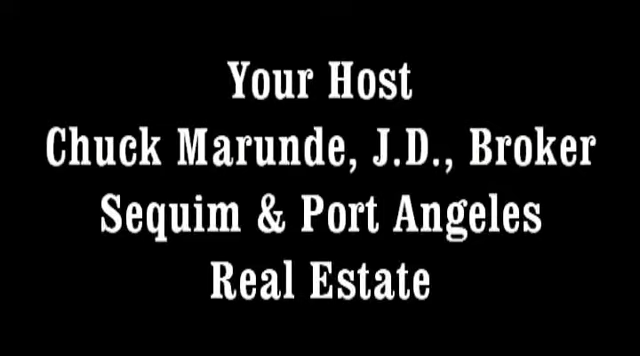 Your Host
Chuck Marunde, J.D., Broker
Sequim & Port Angeles
Real Estate